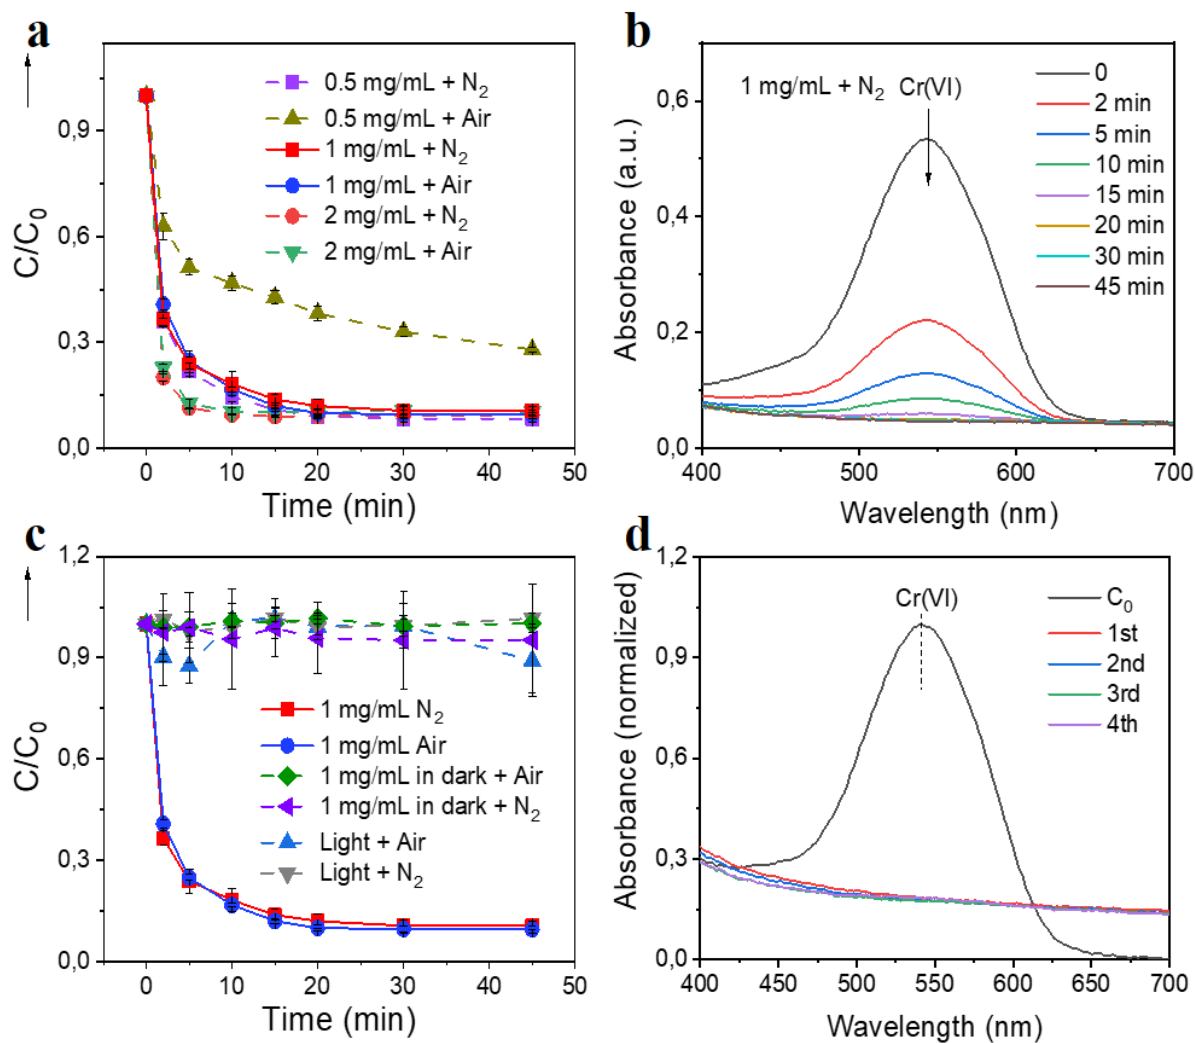 a
C/C0
0,9
0,6
0,3
0,0
0.5 mg/mL + N2
0.5 mg/mL + Air
1 mg/mL + N2
1 mg/mL + Air
2 mg/mL + N2
2 mg/mL + Air
0 10 20 30 40 50
Time (min)
b
Absorbance (a.u.)
0,6
0,4
0,2
0,0
1 mg/mL + N2 Cr(VI)
0
2 min
5 min
10 min
15 min
20 min
30 min
45 min
400 500 600 700
Wavelength (nm)
c
C/C0
1,2
0,9
0,6
0,3
0,0
1 mg/mL N2
1 mg/mL Air
1 mg/mL in dark + Air
1 mg/mL in dark + N2
Light + Air
Light + N2
0 10 20 30 40 50
Time (min)
d
Absorbance (normalized)
1,2
0,9
0,6
0,3
0,0
Cr(VI)
C0
1st
2nd
3rd
4th
400 450 500 550 600 650 700
Wavelength (nm)